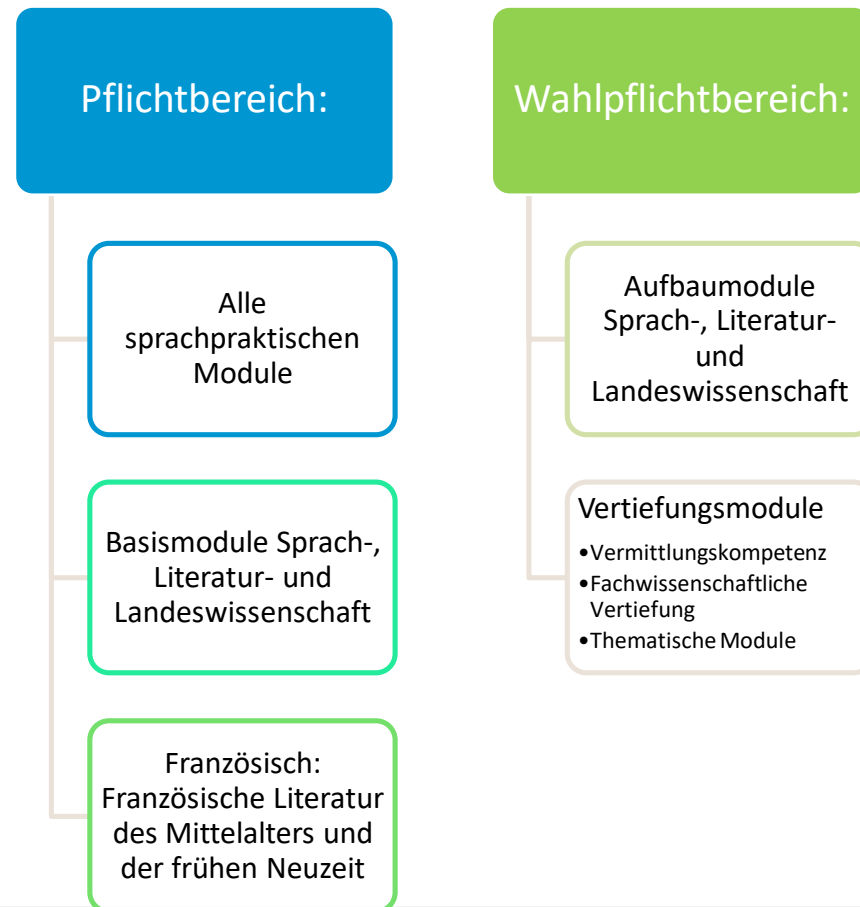 Pflichtbereich:
Alle
sprachpraktischen
Module
Basismodule Sprach-,
Literatur- und
Landeswissenschaft
Französisch:
Französische Literatur
des Mittelalters und
der frühen Neuzeit
Wahlpflichtbereich:
Aufbaumodule
Sprach-, Literatur-
und
Landeswissenschaft
Vertiefungsmodule
•Vermittlungskompetenz
•Fachwissenschaftliche
Vertiefung
•Thematische Module